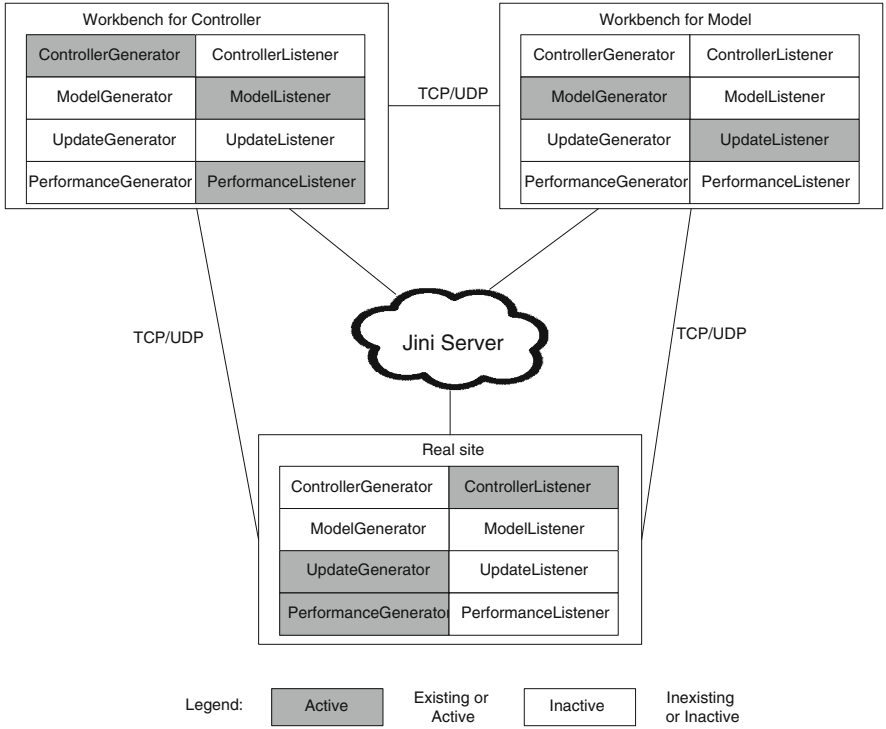 Workbench for Controller
ControllerGenerator ControllerListener
ModelGenerator ModelListener
UpdateGenerator UpdateListener
PerformanceGenerator PerformanceListener
TCP/UDP
Workbench for Model
ControllerGenerator ControllerListener
ModelGenerator ModelListener
UpdateGenerator UpdateListener
PerformanceGenerator PerformanceListener
TCP/UDP
Jini Server
TCP/UDP
Real site
ControllerGenerator ControllerListener
ModelGenerator ModelListener
UpdateGenerator UpdateListener
PerformanceGenerator PerformanceListener
Legend:
Active
Existing or
Active
Inactive
Inexisting
or Inactive